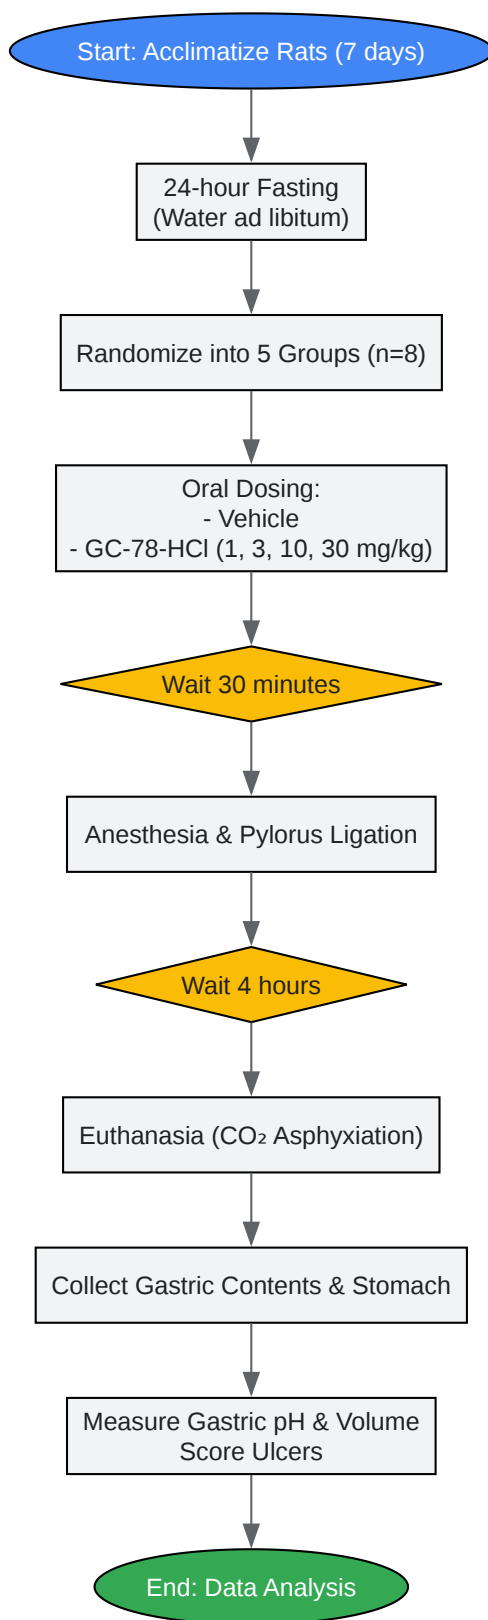 Start: Acclimatize Rats (7 days)
24-hour Fasting
(Water ad libitum)
Randomize into 5 Groups (n=8)
Oral Dosing:
- Vehicle
- GC-78-HCl (1, 3, 10, 30 mg/kg)
Wait 30 minutes
Anesthesia & Pylorus Ligation
Wait 4 hours
Euthanasia (CO₂ Asphyxiation)
Collect Gastric Contents & Stomach
Measure Gastric pH & Volume
Score Ulcers
End: Data Analysis